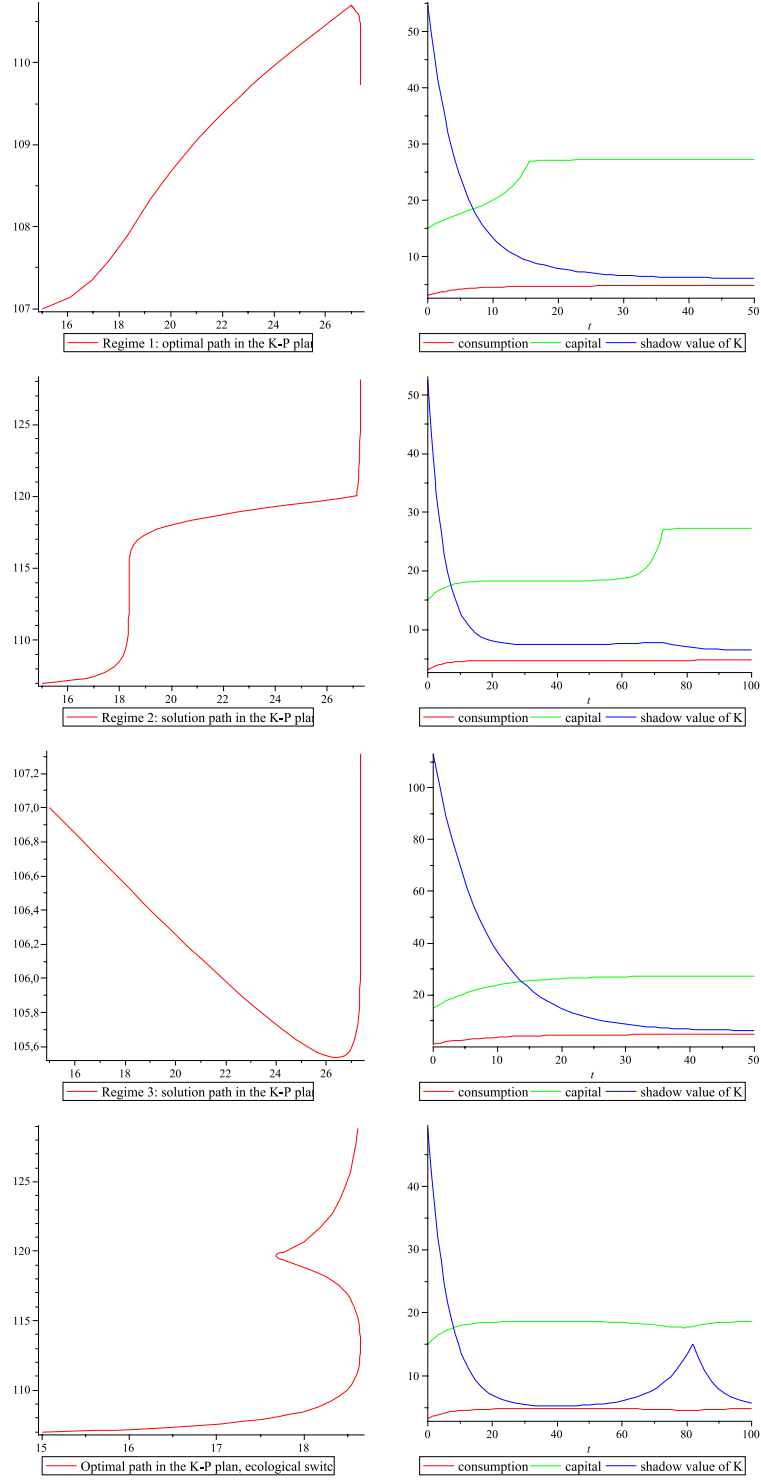 110
109
108
107
16 18 20 22 24 26
Regime 1: optimal path in the K-P plan
50
40
30
20
10
0 10 20 30 40 50
t
consumption capital shadow value of K
125
120
115
110
16 18 20 22 24 26
Regime 2: solution path in the K-P plan
50
40
30
20
10
0 20 40 60 80 100
t
consumption capital shadow value of K
107,2
107,0
106,8
106,6
106,4
106,2
106,0
105,8
105,6
16 18 20 22 24 26
Regime 3: solution path in the K-P plan
100
80
60
40
20
0 10 20 30 40 50
t
consumption capital shadow value of K
125
120
115
110
15 16 17 18
Optimal path in the K-P plan, ecological switc
40
30
20
10
0 20 40 60 80 100
t
consumption capital shadow value of K